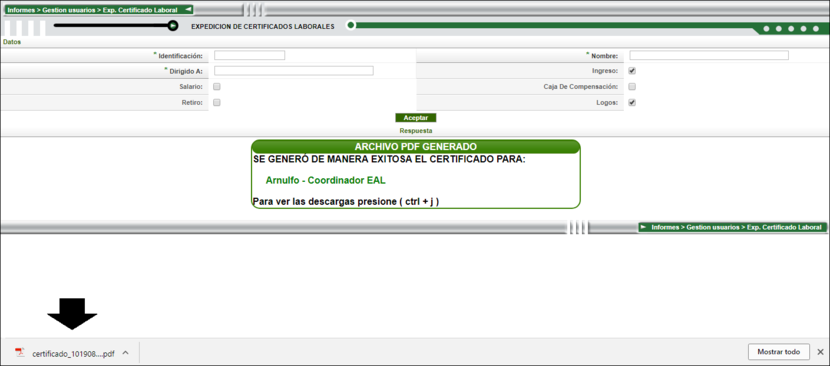 Informes > Gestion usuarios > Exp. Certificado Laboral
EXPEDICION DE CERTIFICADOS LABORALES
Datos
* Identificación:
* Nombre:
* Dirigido A:
Ingreso:
Salario:
Caja De Compensación:
Retiro:
Logos:
Aceptar
Respuesta
ARCHIVO PDF GENERADO
SE GENERÓ DE MANERA EXITOSA EL CERTIFICADO PARA:
Arnulfo - Coordinador EAL
Para ver las descargas presione ( ctrl + j )
Informes > Gestion usuarios > Exp. Certificado Laboral
certificado_101908....pdf
Mostrar todo